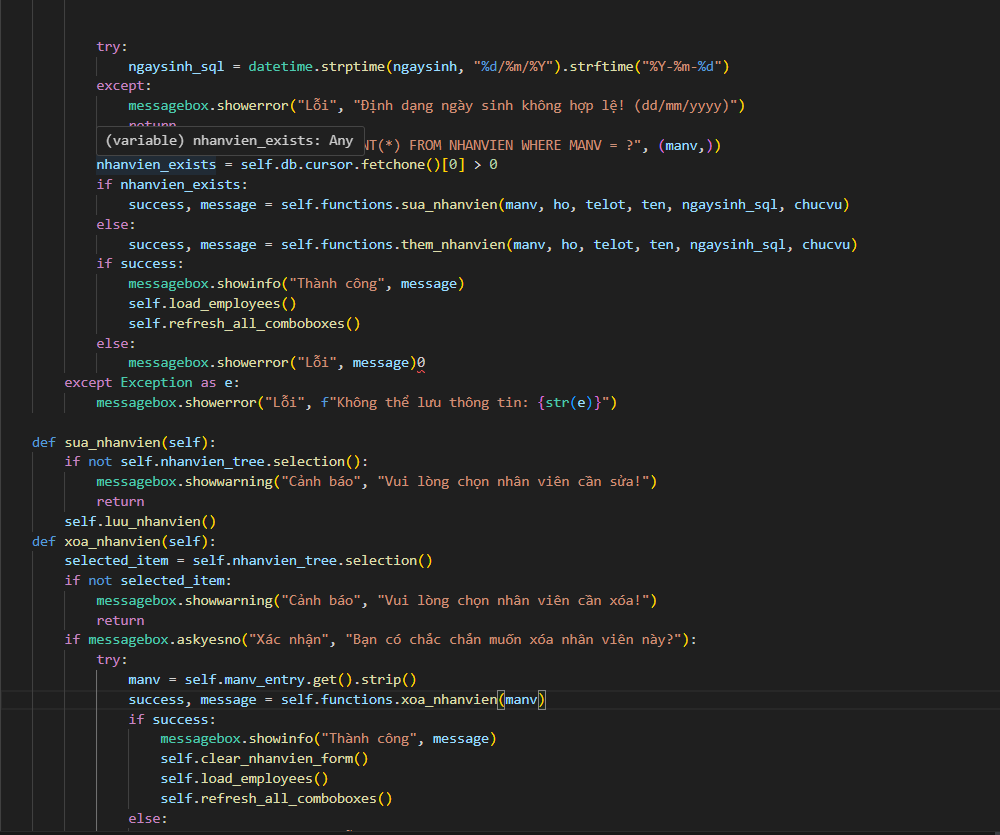 try:
ngaysinh_sql = datetime.strptime(ngaysinh, "%d/%m/%Y").strftime("%Y-%m-%d")
except:
messagebox.showerror("Lỗi", "Định dạng ngày sinh không hợp lệ! (dd/mm/yyyy)")
(variable) nhanvien_exists: Any
NT(*) FROM NHANVIEN WHERE MANV = ?", (manv,))
nhanvien_exists = self.db.cursor.fetchone()[0] > 0
if nhanvien_exists:
success, message = self.functions.sua_nhanvien(manv, ho, telot, ten, ngaysinh_sql, chucvu)
else:
success, message = self.functions.them_nhanvien(manv, ho, telot, ten, ngaysinh_sql, chucvu)
if success:
messagebox.showinfo("Thành công", message)
self.load_employees()
self.refresh_all_comboboxes()
else:
messagebox.showerror("Lỗi", message)0
except Exception as e:
messagebox.showerror("Lỗi", f"Không thể lưu thông tin: {str(e)}")
def sua_nhanvien(self):
if not self.nhanvien_tree.selection():
messagebox.showwarning("Cảnh báo", "Vui lòng chọn nhân viên cần sửa!")
return
self.luu_nhanvien()
def xoa_nhanvien(self):
selected_item = self.nhanvien_tree.selection()
if not selected_item:
messagebox.showwarning("Cảnh báo", "Vui lòng chọn nhân viên cần xóa!")
return
if messagebox.askyesno("Xác nhận", "Bạn có chắc chắn muốn xóa nhân viên này?"):
try:
manv = self.manv_entry.get().strip()
success, message = self.functions.xoa_nhanvien(manv)
if success:
messagebox.showinfo("Thành công", message)
self.clear_nhanvien_form()
self.load_employees()
self.refresh_all_comboboxes()
else: